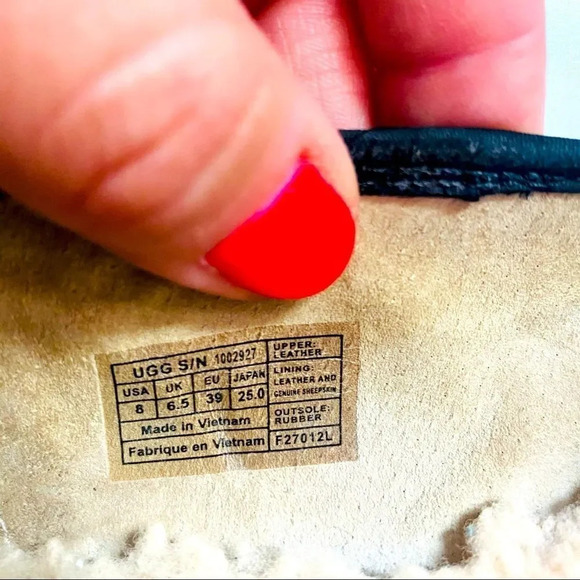 UGG S/N 1002927
USA UK EU JAPAN
8 6.5 39 25.0
Made in Vietnam
Fabrique en Vietnam
UPPER:
LEATHER
LINING:
LEATHER AND
GENUINE SHEEPSKIN
OUTSOLE:
RUBBER
F27012L